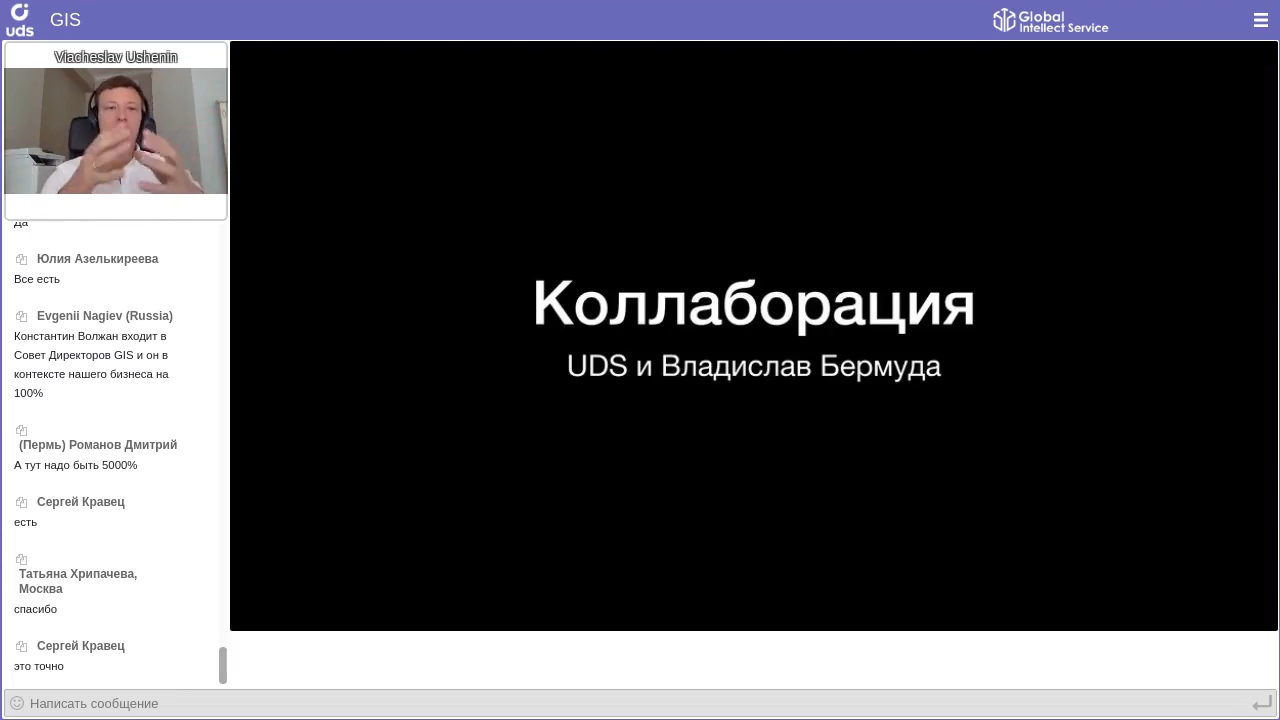 uds
GIS
Global
Intellect Service
Viacheslav Ushenin
Да
Юлия Азелькиреева
Все есть
Evgenii Nagiev (Russia)
Константин Волжан входит в
Совет Директоров GIS и он в
контексте нашего бизнеса на
100%
(Пермь) Романов Дмитрий
А тут надо быть 5000%
Сергей Кравец
есть
Татьяна Хрипачева,
Москва
спасибо
Сергей Кравец
это точно
Коллаборация
UDS и Владислав Бермуда
Написать сообщение